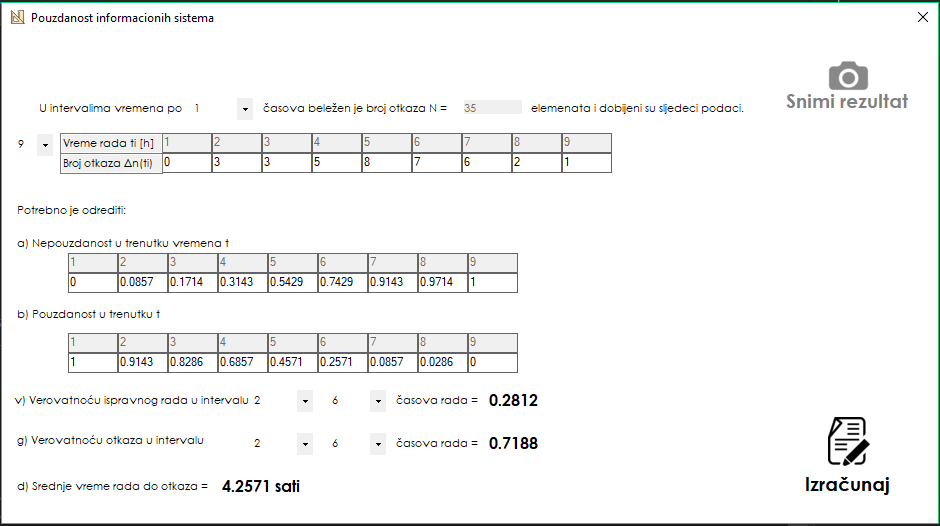 Pouzdanost informacionih sistema
Snimi rezultat
U intervalima vremena po 1 časova beležen je broj otkaza N = 35 elemenata i dobijeni su sljedeci podaci.
9 Vreme rada ti [h] 1 2 3 4 5 6 7 8 9
Broj otkaza Δn(ti) 0 3 3 5 8 7 6 2 1
Potrebno je odrediti:
a) Nepouzdanost u trenutku vremena t
1 2 3 4 5 6 7 8 9
0 0.0857 0.1714 0.3143 0.5429 0.7429 0.9143 0.9714 1
b) Pouzdanost u trenutku t
1 2 3 4 5 6 7 8 9
1 0.9143 0.8286 0.6857 0.4571 0.2571 0.0857 0.0286 0
v) Verovatnoću ispravnog rada u intervalu 2 6 časova rada = 0.2812
g) Verovatnoću otkaza u intervalu 2 6 časova rada = 0.7188
d) Srednje vreme rada do otkaza = 4.2571 sati
Izračunaj